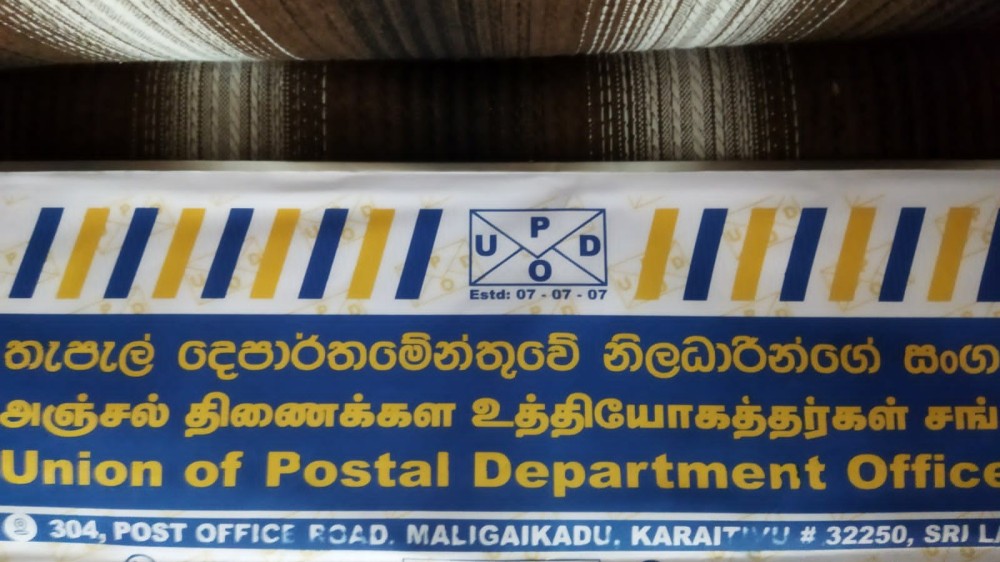 U P D O
Estd: 07 - 07 - 07
තැපැල් දෙපාර්තමේන්තුවේ නිලධාරින්ගේ සංග
அஞ்சல் திணைக்கள உத்தியோகத்தர்கள் சங்
Union of Postal Department Office
304, POST OFFICE ROAD, MALIGAIKADU, KARAITIVU # 32250, SRI LA